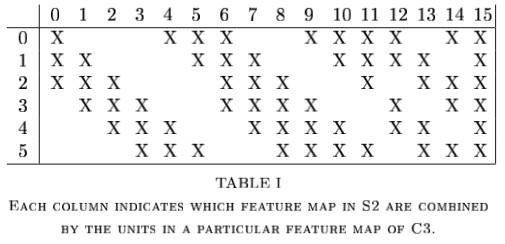 0 1 2 3 4 5 6 7 8 9 10 11 12 13 14 15
0 X X X X X X X X X X
1 X X X X X X X X X X
2 X X X X X X X X X X
3 X X X X X X X X X X
4 X X X X X X X X X X
5 X X X X X X X X X X
TABLE I
EACH COLUMN INDICATES WHICH FEATURE MAP IN S2 ARE COMBINED
BY THE UNITS IN A PARTICULAR FEATURE MAP OF C3.